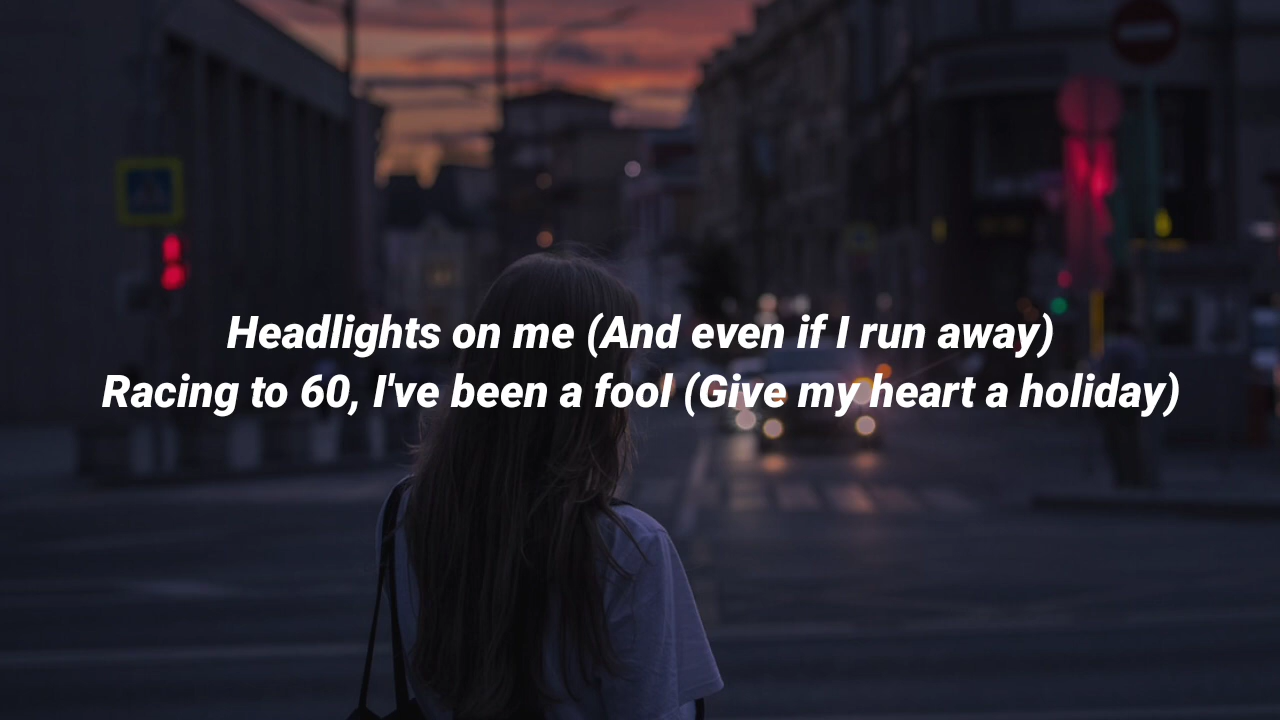 Headlights on me (And even if I run away)
Racing to 60, I've been a fool (Give my heart a holiday)